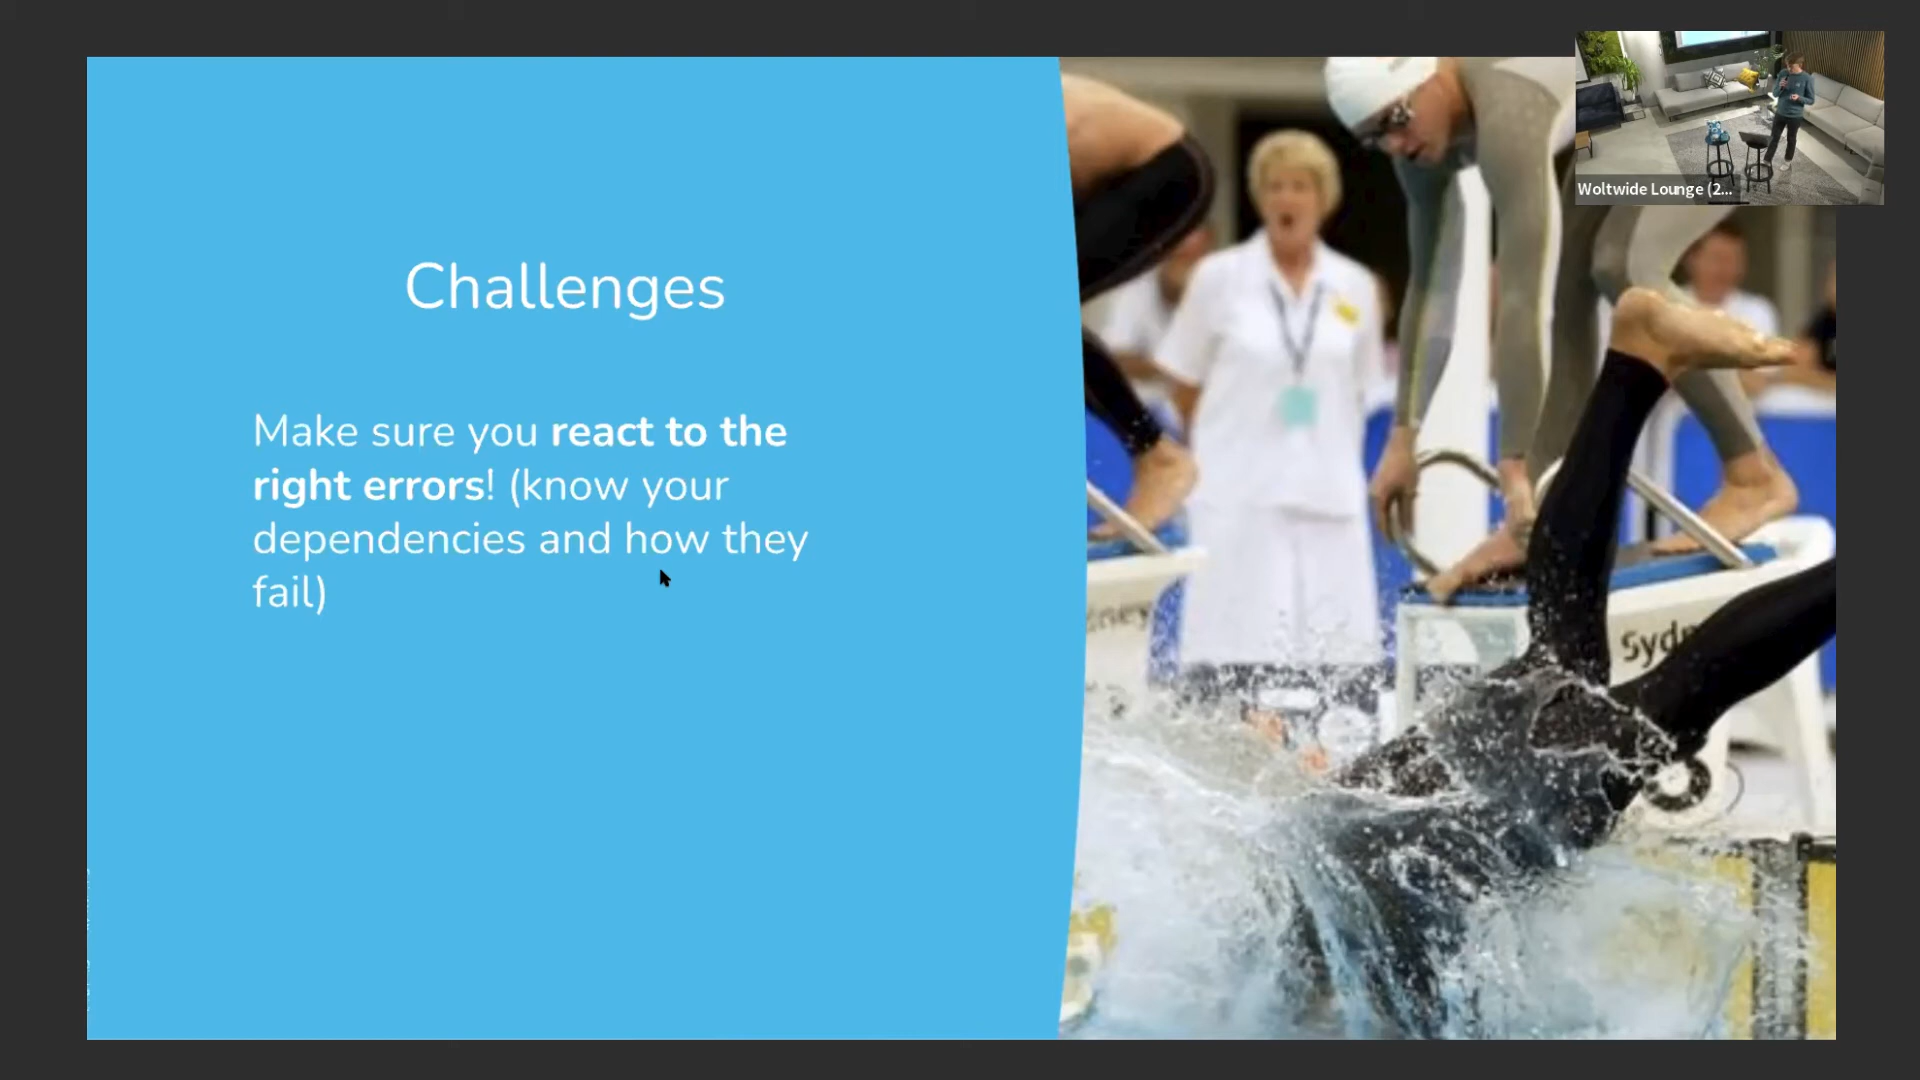 Woltwide Lounge (2...
Challenges
Make sure you react to the
right errors! (know your
dependencies and how they
fail)